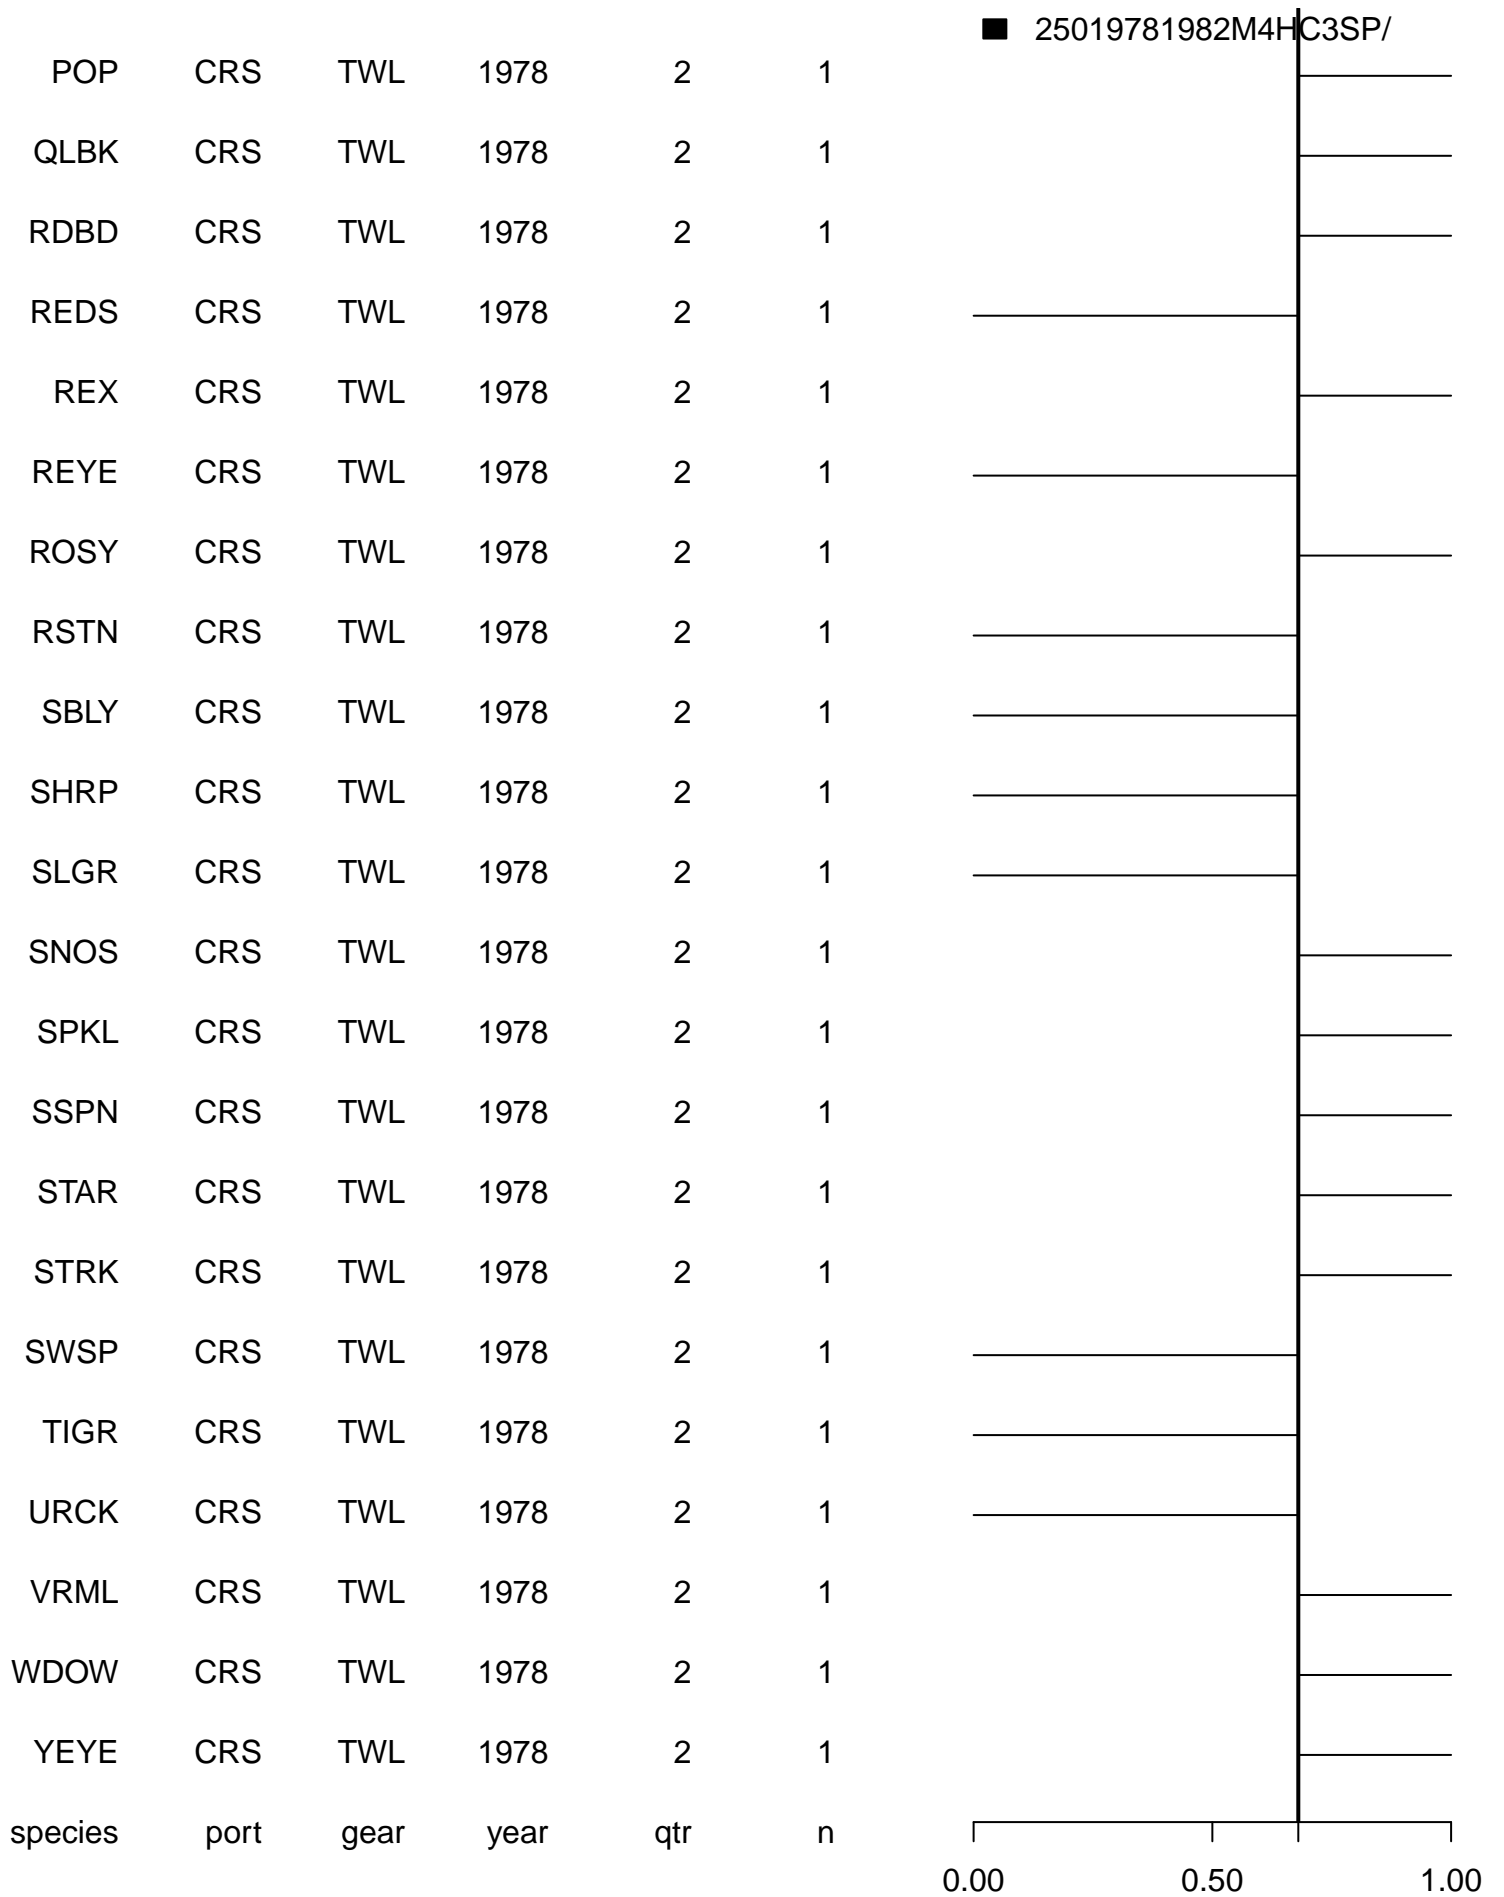 25019781982M4HC3SP/
POP CRS TWL 1978 2 1
QLBK CRS TWL 1978 2 1
RDBD CRS TWL 1978 2 1
REDS CRS TWL 1978 2 1
REX CRS TWL 1978 2 1
REYE CRS TWL 1978 2 1
ROSY CRS TWL 1978 2 1
RSTN CRS TWL 1978 2 1
SBLY CRS TWL 1978 2 1
SHRP CRS TWL 1978 2 1
SLGR CRS TWL 1978 2 1
SNOS CRS TWL 1978 2 1
SPKL CRS TWL 1978 2 1
SSPN CRS TWL 1978 2 1
STAR CRS TWL 1978 2 1
STRK CRS TWL 1978 2 1
SWSP CRS TWL 1978 2 1
TIGR CRS TWL 1978 2 1
URCK CRS TWL 1978 2 1
VRML CRS TWL 1978 2 1
WDOW CRS TWL 1978 2 1
YEYE CRS TWL 1978 2 1
species port gear year qtr n
0.00 0.50 1.00